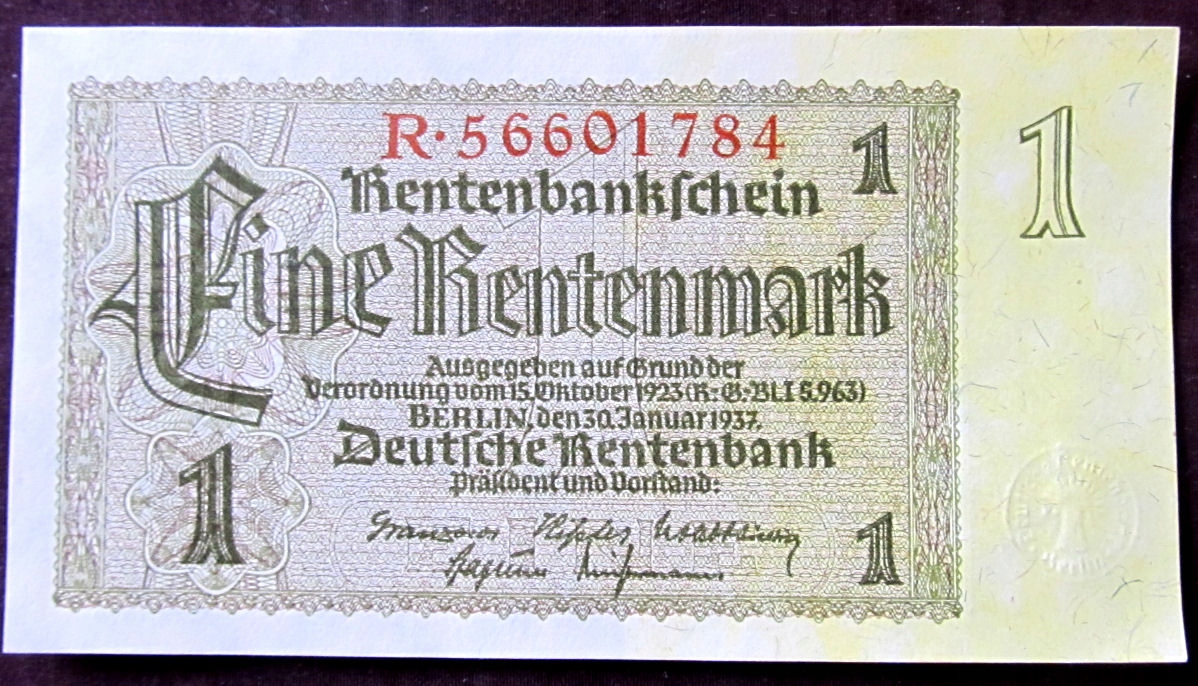 R·56601784
1
1
Rentenbankschein
Eine Rentenmark
Ausgegeben auf Grund der
Verordnung vom 15. Oktober 1923 (R.-G.-Bl. I S. 963)
BERLIN, den 30. Januar 1937.
Deutsche Rentenbank
Präsident und Vorstand:
1
1